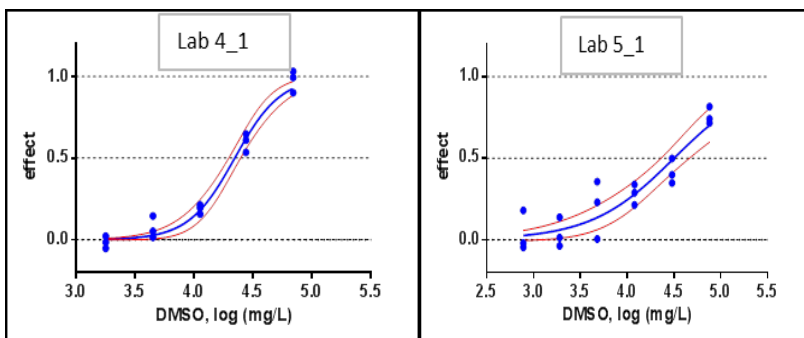 Lab 4_1
effect
1.0
0.5
0.0
3.0 3.5 4.0 4.5 5.0 5.5
DMSO, log (mg/L)
Lab 5_1
effect
1.0
0.5
0.0
2.5 3.0 3.5 4.0 4.5 5.0 5.5
DMSO, log (mg/L)